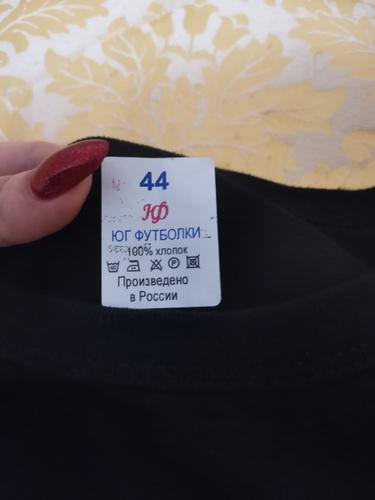 44
ЮФ
ЮГ ФУТБОЛКИ
100% хлопок
Произведено
в России